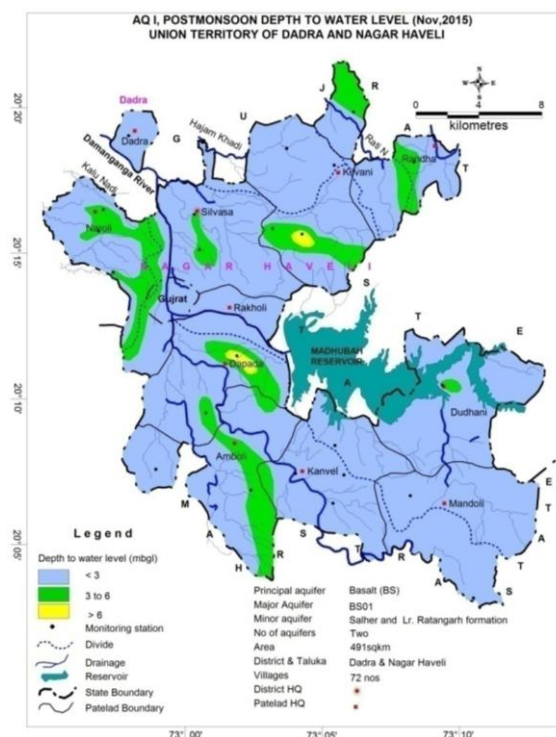 AQ I, POSTMONSOON DEPTH TO WATER LEVEL (Nov,2015)
UNION TERRITORY OF DADRA AND NAGAR HAVELI
20°20'
20°15'
20°10'
20°05'
73°00'
73°05'
73°10'
N
W
E
S
0 4 8
kilometres
Dadra
Dadra
G U J R A T
Hajam Khadi
Ras N.
Damanganga River
Kalu Nadi
Randha
Kilvani
Naroli
Silvasa
NAGAR HAVELI
Gujrat
Rakholi
MADHUBAH
RESERVOIR
Dapada
Dudhani
Amboli
Kanvel
Mandoli
S T A T E
M A H R S T R A S T A T E
Legend
Depth to water level (mbgl)
< 3
3 to 6
> 6
Monitoring station
Divide
Drainage
Reservoir
State Boundary
Patelad Boundary
Principal aquifer Basalt (BS)
Major Aquifer BS01
Minor aquifer Salher and Lr. Ratangarh formation
No of aquifers Two
Area 491sqkm
District & Taluka Dadra & Nagar Haveli
Villages 72 nos
District HQ
Patelad HQ